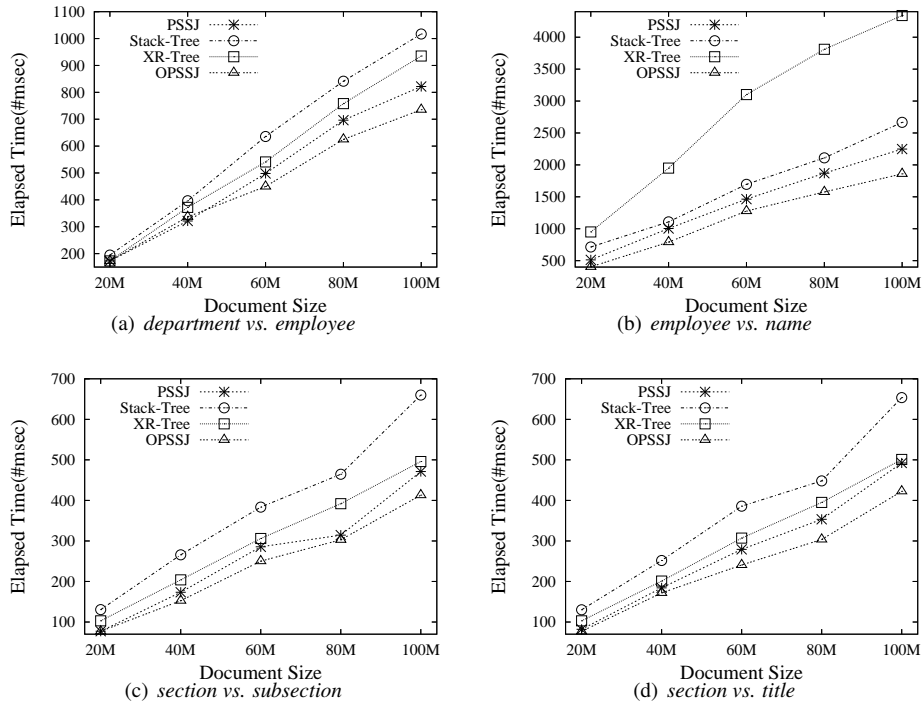 1100
1000
900
800
700
600
500
400
300
200
Elapsed Time(#msec)
PSSJ
Stack-Tree
XR-Tree
OPSSJ
20M 40M 60M 80M 100M
Document Size
(a) department vs. employee
4000
3500
3000
2500
2000
1500
1000
500
Elapsed Time(#msec)
PSSJ
Stack-Tree
XR-Tree
OPSSJ
20M 40M 60M 80M 100M
Document Size
(b) employee vs. name
700
600
500
400
300
200
100
Elapsed Time(#msec)
PSSJ
Stack-Tree
XR-Tree
OPSSJ
20M 40M 60M 80M 100M
Document Size
(c) section vs. subsection
700
600
500
400
300
200
100
Elapsed Time(#msec)
PSSJ
Stack-Tree
XR-Tree
OPSSJ
20M 40M 60M 80M 100M
Document Size
(d) section vs. title